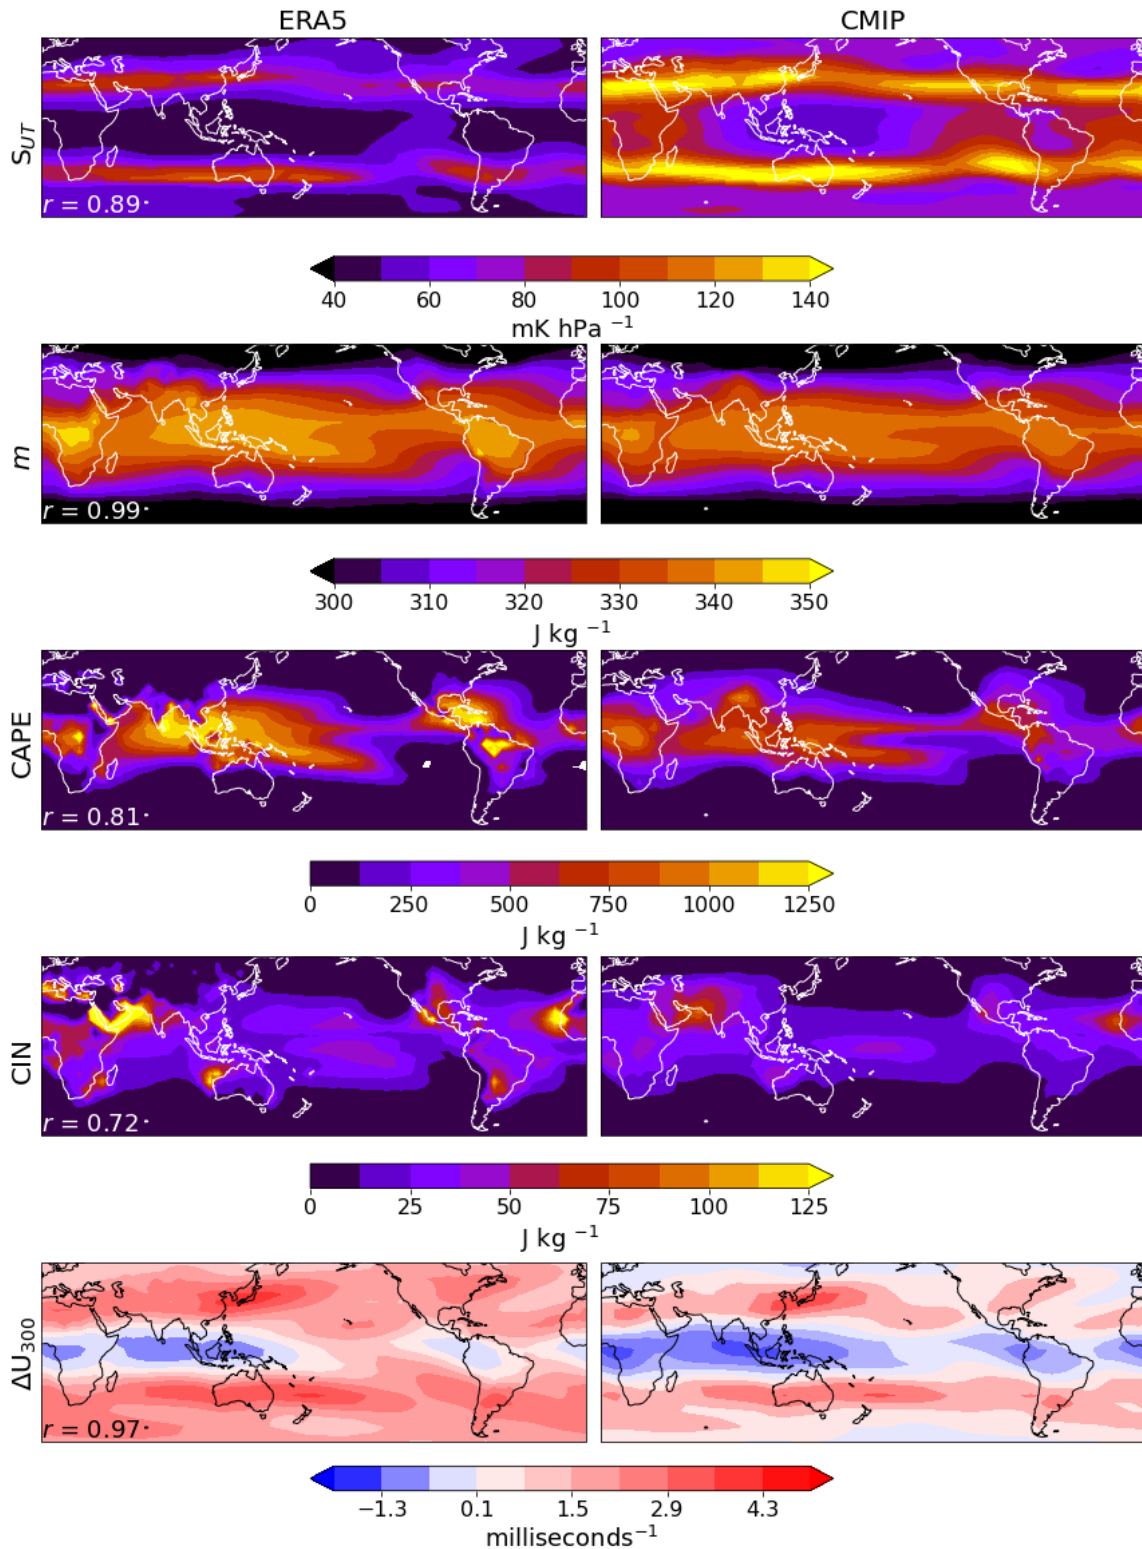 ERA5 CMIP
S_UT
r = 0.89
40 60 80 100 120 140
mK hPa ⁻¹
m
r = 0.99
300 310 320 330 340 350
J kg ⁻¹
CAPE
r = 0.81
0 250 500 750 1000 1250
J kg ⁻¹
CIN
r = 0.72
0 25 50 75 100 125
J kg ⁻¹
ΔU₃₀₀
r = 0.97
−1.3 0.1 1.5 2.9 4.3
milliseconds⁻¹